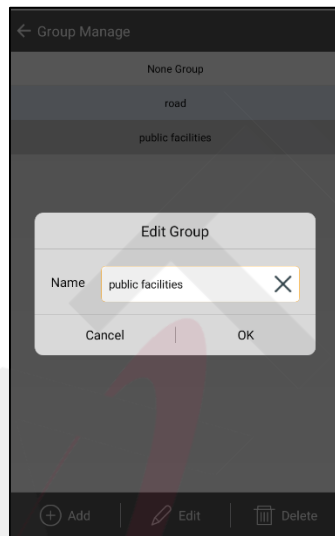 Group Manage
None Group
road
public facilities
Edit Group
Name public facilities
Cancel OK
Add Edit Delete